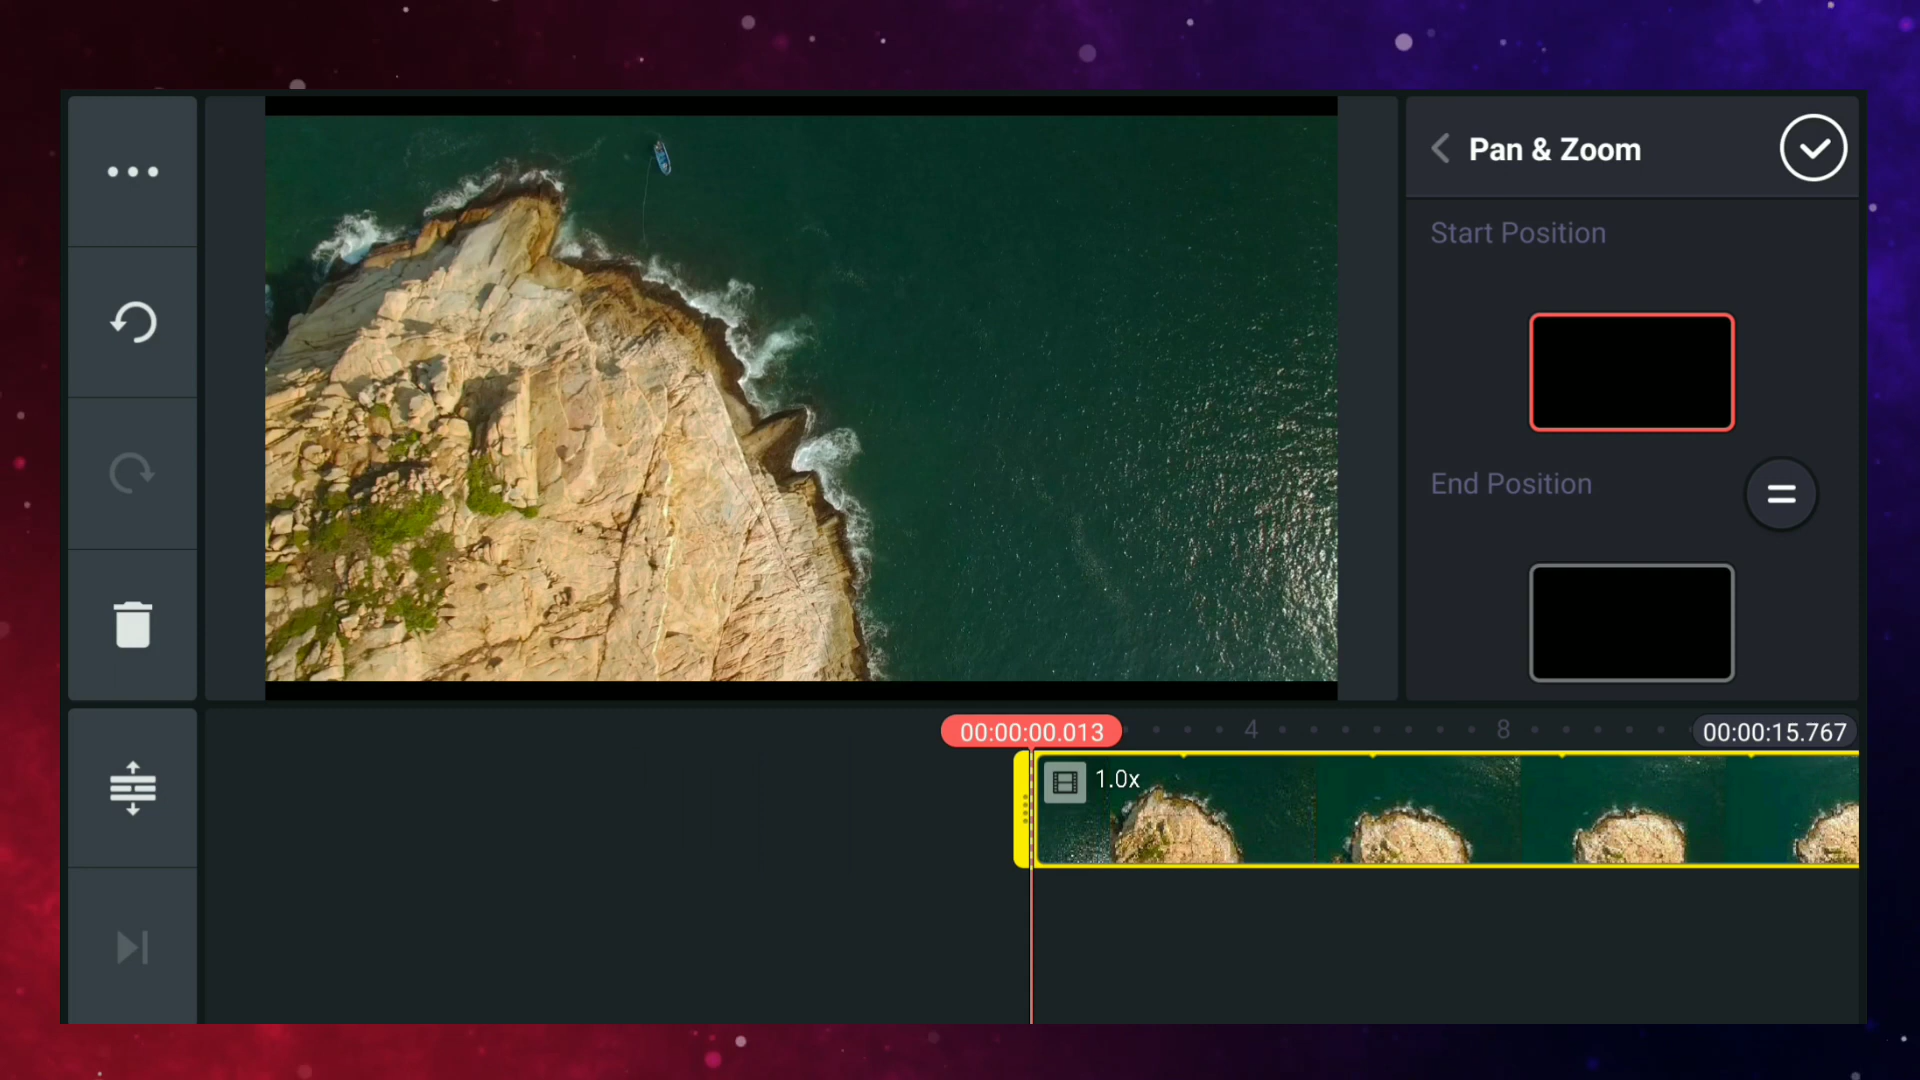 Pan & Zoom
Start Position
End Position
00:00:00.013
4
8
00:00:15.767
1.0x